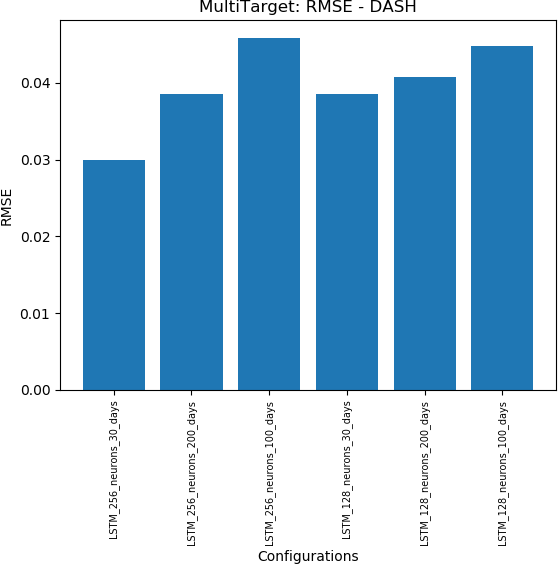 MultiTarget: RMSE - DASH
RMSE
0.04
0.03
0.02
0.01
0.00
LSTM_256_neurons_30_days
LSTM_256_neurons_200_days
LSTM_256_neurons_100_days
LSTM_128_neurons_30_days
LSTM_128_neurons_200_days
LSTM_128_neurons_100_days
Configurations